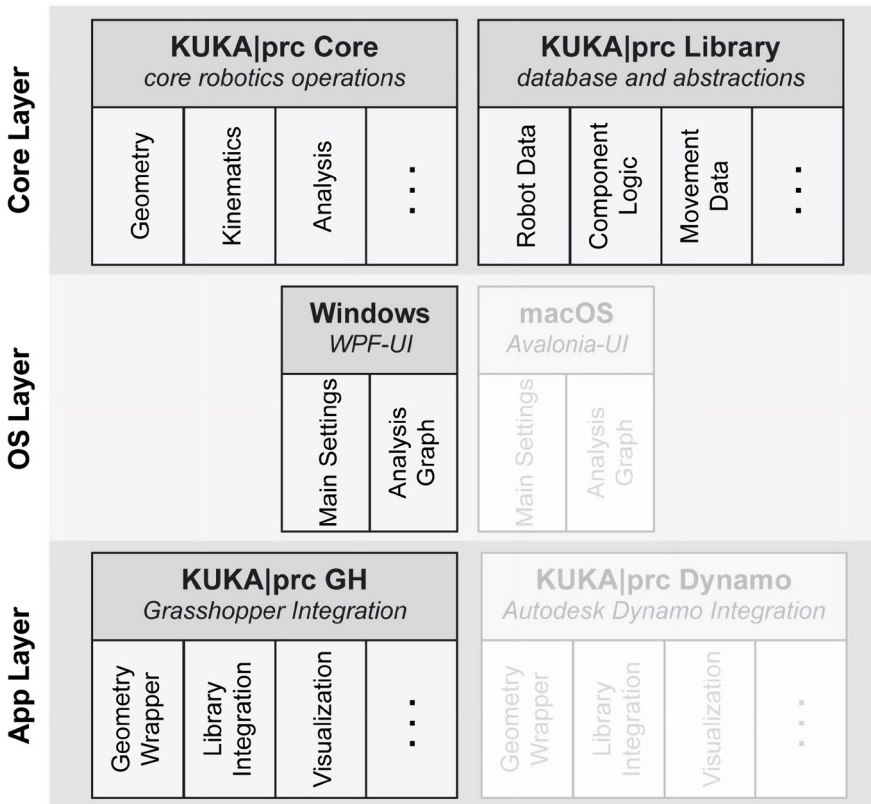 Core Layer
KUKA|prc Core
core robotics operations
Geometry
Kinematics
Analysis
...
KUKA|prc Library
database and abstractions
Robot Data
Component
Logic
Movement
Data
...
OS Layer
Windows
WPF-UI
Main Settings
Analysis
Graph
macOS
Avalonia-UI
Main Settings
Analysis
Graph
App Layer
KUKA|prc GH
Grasshopper Integration
Geometry
Wrapper
Library
Integration
Visualization
...
KUKA|prc Dynamo
Autodesk Dynamo Integration
Geometry
Wrapper
Library
Integration
Visualization
...